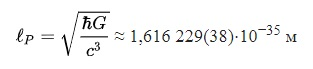 ℓ_P = √(ħG/c³) ≈ 1,616 229(38)·10⁻³⁵ м